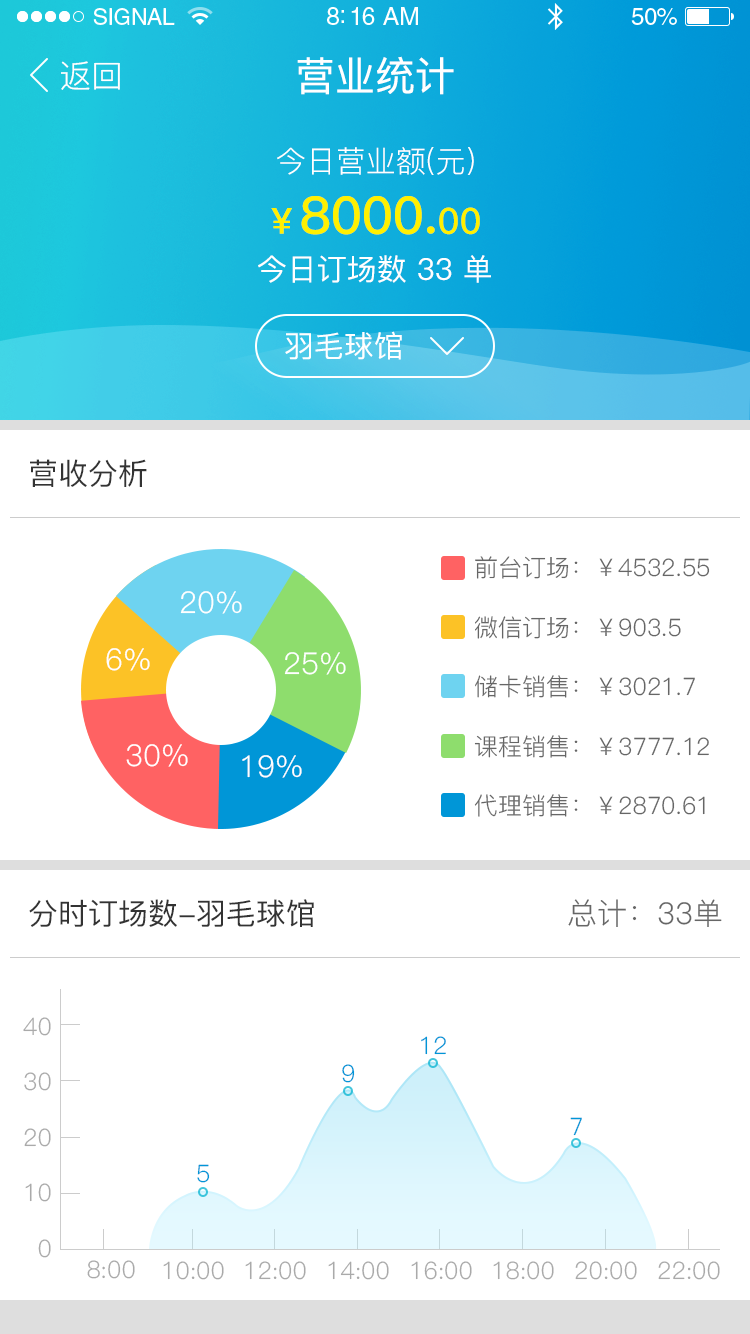 SIGNAL 8:16 AM 50%
返回 营业统计
今日营业额(元)
¥8000.00
今日订场数 33 单
羽毛球馆
营收分析
20%
25%
6%
30%
19%
前台订场：￥4532.55
微信订场：￥903.5
储卡销售：￥3021.7
课程销售：￥3777.12
代理销售：￥2870.61
分时订场数–羽毛球馆 总计：33单
40
30
20
10
0
12
9
7
5
8:00 10:00 12:00 14:00 16:00 18:00 20:00 22:00